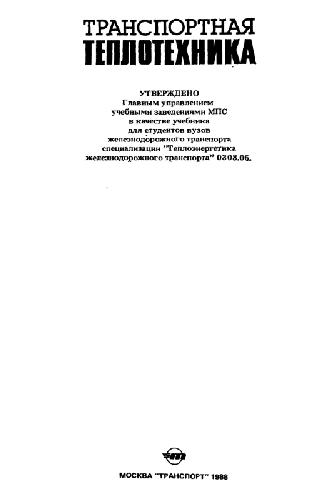 ТРАНСПОРТНАЯ
ТЕПЛОТЕХНИКА
УТВЕРЖДЕНО
Главным управлением
учебными заведениями МПС
в качестве учебника
для студентов вузов
железнодорожного транспорта
специализации "Теплоэнергетика
железнодорожного транспорта" 0303.05.
МОСКВА "ТРАНСПОРТ" 1988